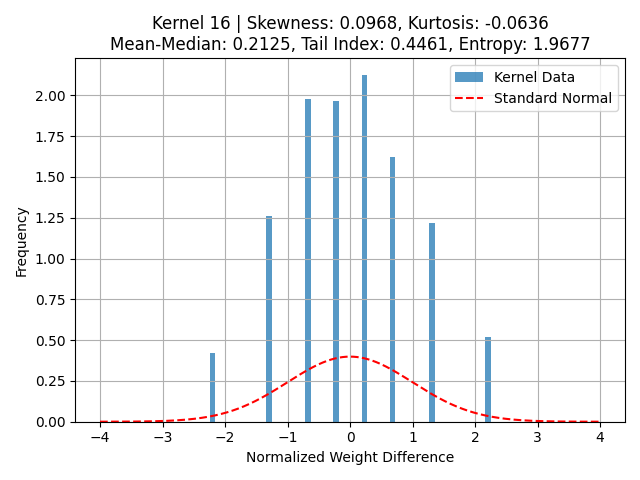 Kernel 16 | Skewness: 0.0968, Kurtosis: -0.0636
Mean-Median: 0.2125, Tail Index: 0.4461, Entropy: 1.9677
Kernel Data
Standard Normal
2.00
1.75
1.50
1.25
1.00
0.75
0.50
0.25
0.00
Frequency
−4 −3 −2 −1 0 1 2 3 4
Normalized Weight Difference